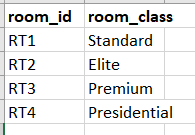 room_id room_class
RT1 Standard
RT2 Elite
RT3 Premium
RT4 Presidential